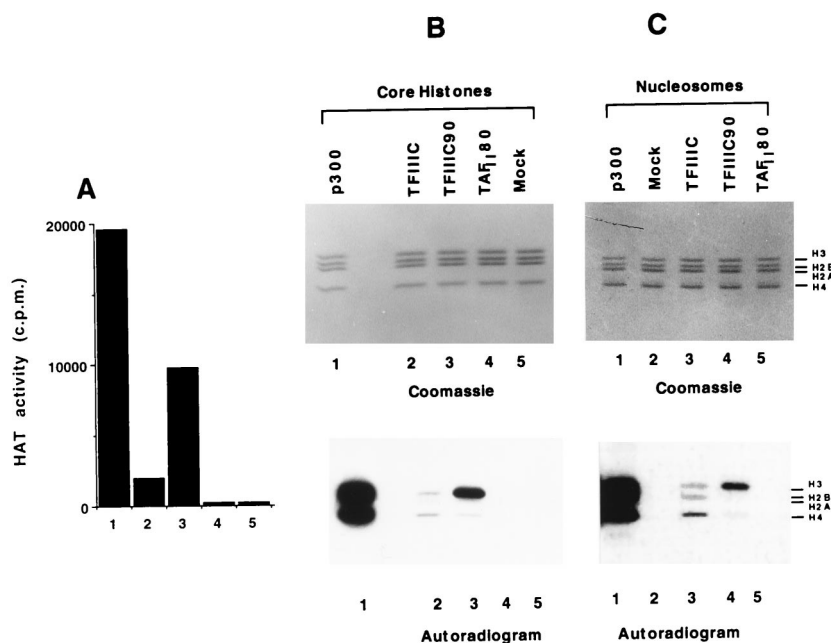 A
20000
10000
0
HAT activity (c.p.m.)
1 2 3 4 5
B
Core Histones
p300 TFIIIC TFIIIC90 TAFII80 Mock
1 2 3 4 5
Coomassie
1 2 3 4 5
Autoradiogram
C
Nucleosomes
p300 Mock TFIIIC TFIIIC90 TAFII80
H3
H2B
H2A
H4
1 2 3 4 5
Coomassie
H3
H2B
H2A
H4
1 2 3 4 5
Autoradiogram